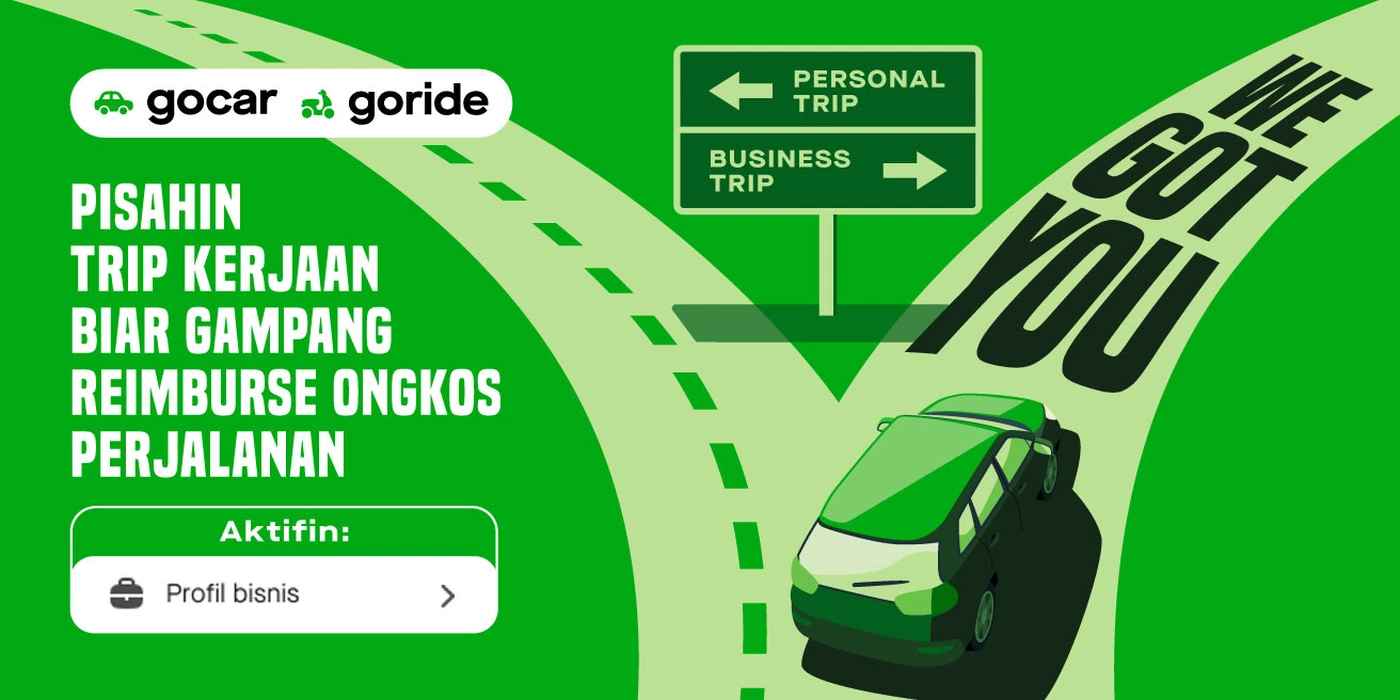 gocar goride
PISAHIN
TRIP KERJAAN
BIAR GAMPANG
REIMBURSE ONGKOS
PERJALANAN
Aktifin:
Profil bisnis
PERSONAL
TRIP
BUSINESS
TRIP
WE
GOT
YOU